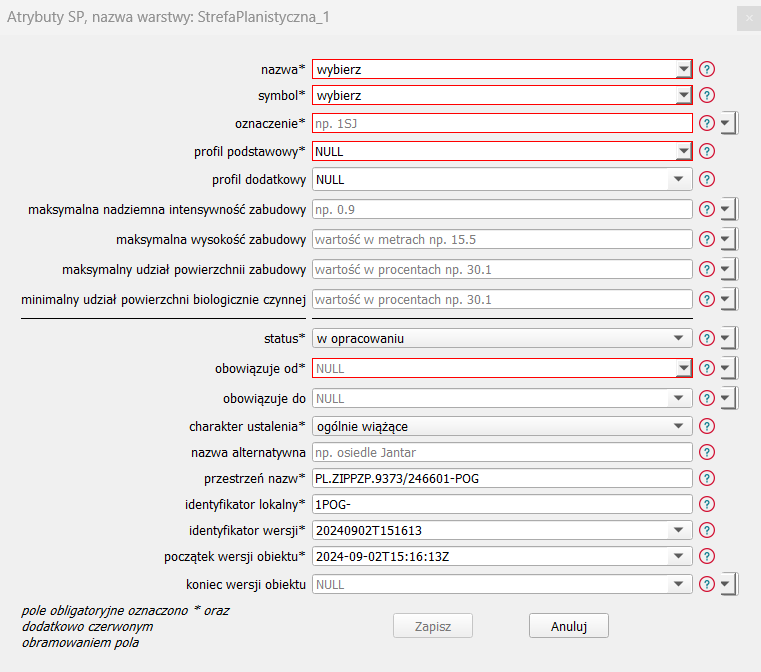 Atrybuty SP, nazwa warstwy: StrefaPlanistyczna_1 ×
nazwa* wybierz ?
symbol* wybierz ?
oznaczenie* np. 1SJ ?
profil podstawowy* NULL ?
profil dodatkowy NULL ?
maksymalna nadziemna intensywność zabudowy np. 0.9 ?
maksymalna wysokość zabudowy wartość w metrach np. 15.5 ?
maksymalny udział powierzchnii zabudowy wartość w procentach np. 30.1 ?
minimalny udział powierzchni biologicznie czynnej wartość w procentach np. 30.1 ?
status* w opracowaniu ?
obowiązuje od* NULL ?
obowiązuje do NULL ?
charakter ustalenia* ogólnie wiążące ?
nazwa alternatywna np. osiedle Jantar ?
przestrzeń nazw* PL.ZIPPZP.9373/246601-POG ?
identyfikator lokalny* 1POG- ?
identyfikator wersji* 20240902T151613 ?
początek wersji obiektu* 2024-09-02T15:16:13Z ?
koniec wersji obiektu NULL ?
pole obligatoryjne oznaczono * oraz
dodatkowo czerwonym
obramowaniem pola
Zapisz Anuluj